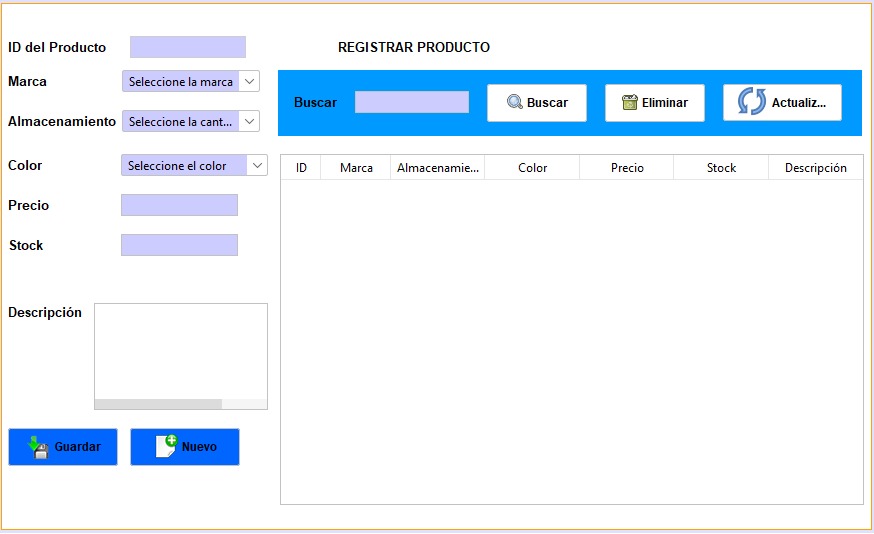 ID del Producto
REGISTRAR PRODUCTO
Marca
Seleccione la marca
Buscar
Buscar
Eliminar
Actualiz...
Almacenamiento
Seleccione la cant...
Color
Seleccione el color
ID Marca Almacenamie... Color Precio Stock Descripción
Precio
Stock
Descripción
Guardar
Nuevo